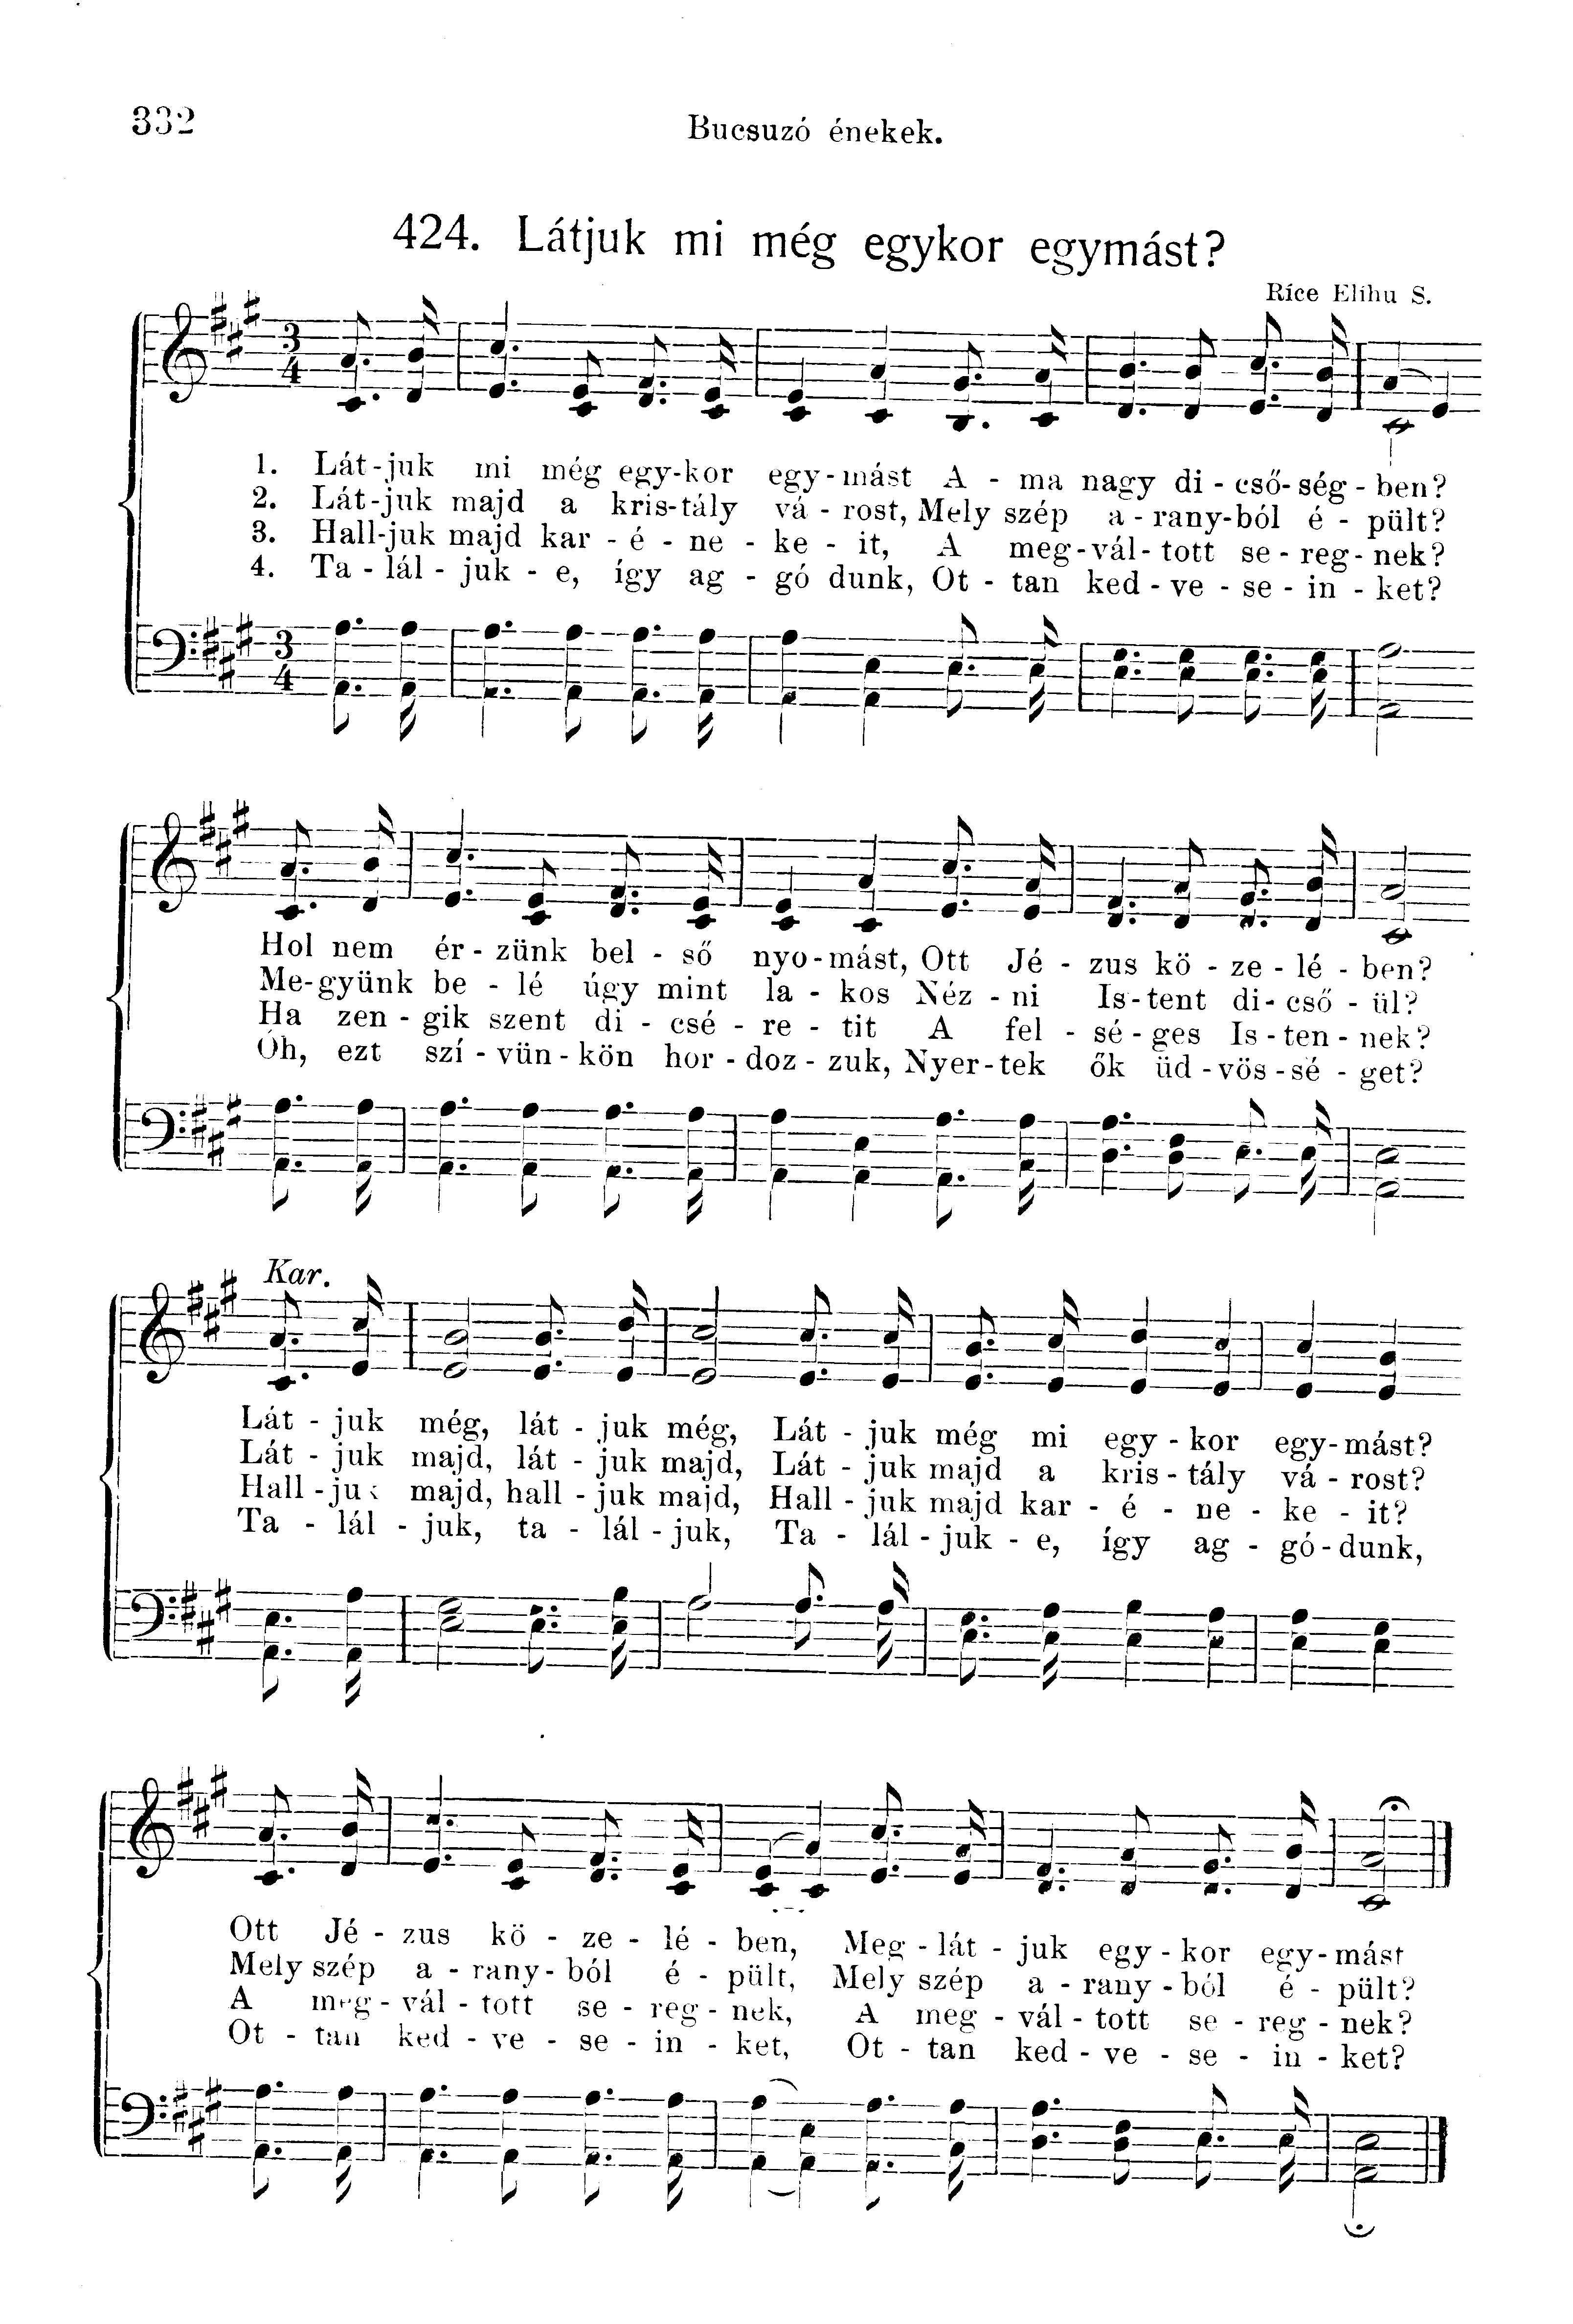 332
Bucsuzó énekek.
424. Látjuk mi még egykor egymást?
Ríce Elihu S.
3
4
1. Lát-juk mi még egy-kor egy-mást A - ma nagy di-cső-ség-ben?
2. Lát-juk majd a kris-tály vá - rost, Mely szép a-rany-ból é - pült?
3. Hall-juk majd kar - é - ne - ke - it, A meg-vál-tott se-reg-nek?
4. Ta - lál - juk - e, így ag - gó dunk, Ot - tan ked-ve - se - in - ket?
3
4
Hol nem ér-zünk bel - ső nyo-mást, Ott Jé - zus kö - ze - lé - ben?
Me-gyünk be - lé úgy mint la - kos Néz - ni Is-tent di-cső - ül?
Ha zen - gik szent di - csé - re - tit A fel - sé-ges Is-ten-nek?
Óh, ezt szí-vün-kön hor-doz-zuk, Nyer-tek ők üd-vös-sé - get?
Kar.
Lát - juk még, lát - juk még, Lát - juk még mi egy-kor egy-mást?
Lát - juk majd, lát - juk majd, Lát - juk majd a kris-tály vá - rost?
Hall-juk majd, hall-juk majd, Hall-juk majd kar - é - ne - ke - it?
Ta - lál - juk, ta - lál-juk, Ta - lál-juk - e, így ag - gó-dunk,
Ott Jé - zus kö - ze - lé - ben, Meg-lát - juk egy-kor egy-mást
Mely szép a - rany-ból é - pült, Mely szép a - rany-ból é - pült?
A meg-vál-tott se - reg-nek, A meg - vál-tott se - reg-nek?
Ot - tan ked - ve - se - in - ket, Ot - tan ked - ve - se - in - ket?